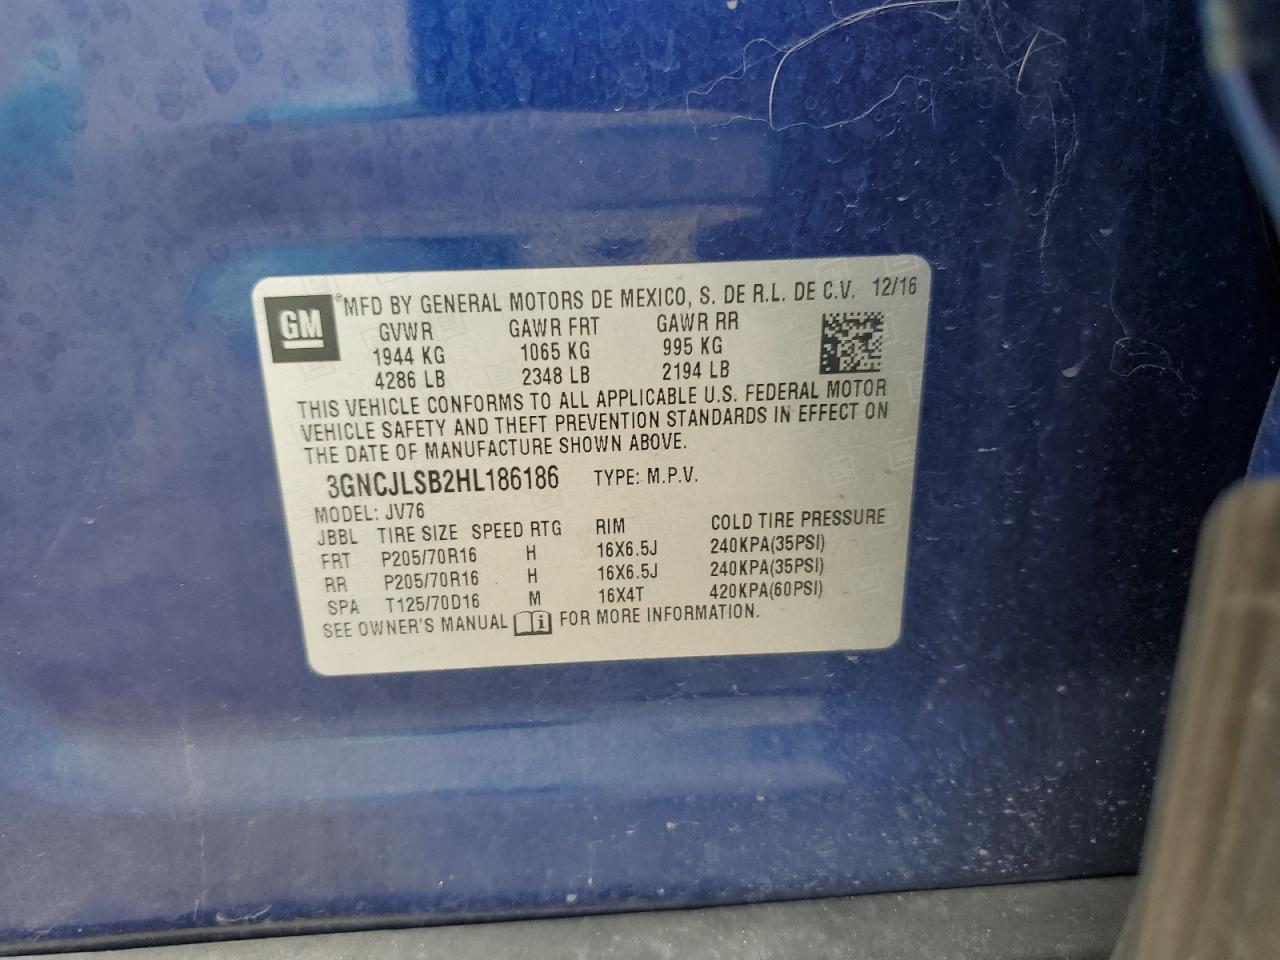 GM ® MFD BY GENERAL MOTORS DE MEXICO, S. DE R.L. DE C.V. 12/16
GVWR GAWR FRT GAWR RR
1944 KG 1065 KG 995 KG
4286 LB 2348 LB 2194 LB
THIS VEHICLE CONFORMS TO ALL APPLICABLE U.S. FEDERAL MOTOR
VEHICLE SAFETY AND THEFT PREVENTION STANDARDS IN EFFECT ON
THE DATE OF MANUFACTURE SHOWN ABOVE.
3GNCJLSB2HL186186 TYPE: M.P.V.
MODEL: JV76
JBBL TIRE SIZE SPEED RTG RIM COLD TIRE PRESSURE
FRT P205/70R16 H 16X6.5J 240KPA(35PSI)
RR P205/70R16 H 16X6.5J 240KPA(35PSI)
SPA T125/70D16 M 16X4T 420KPA(60PSI)
SEE OWNER'S MANUAL i FOR MORE INFORMATION.